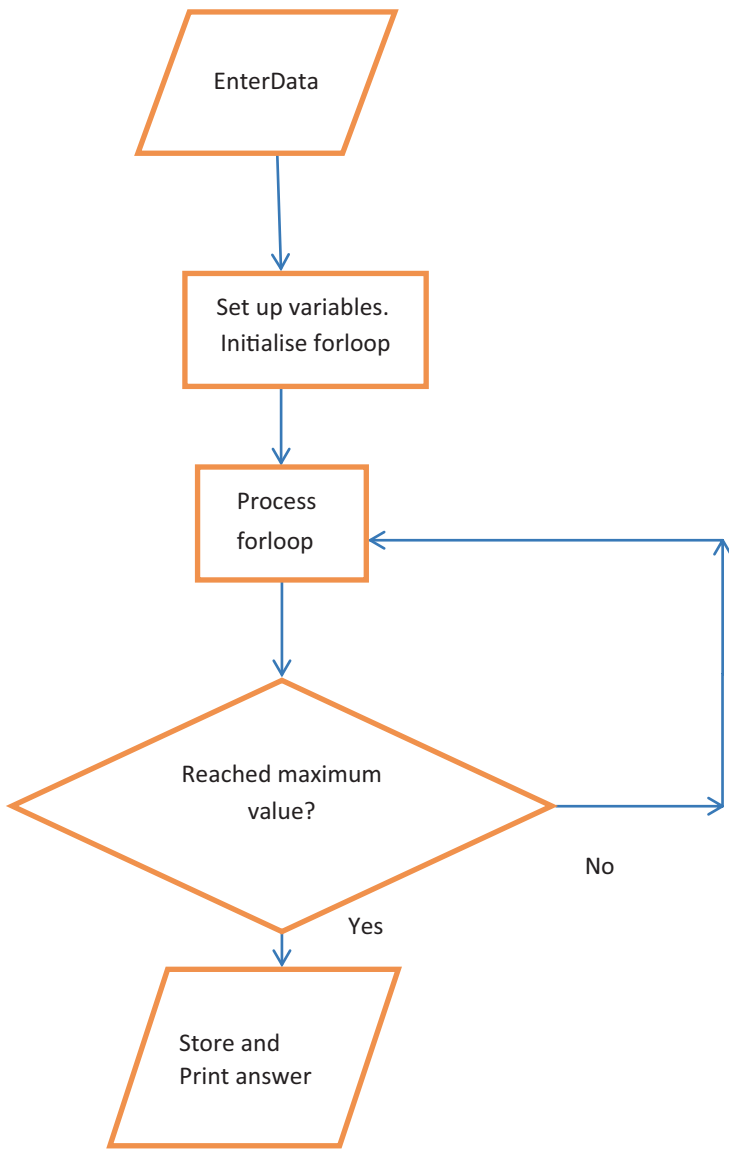 EnterData
Set up variables.
Initialise forloop
Process
forloop
Reached maximum
value?
No
Yes
Store and
Print answer